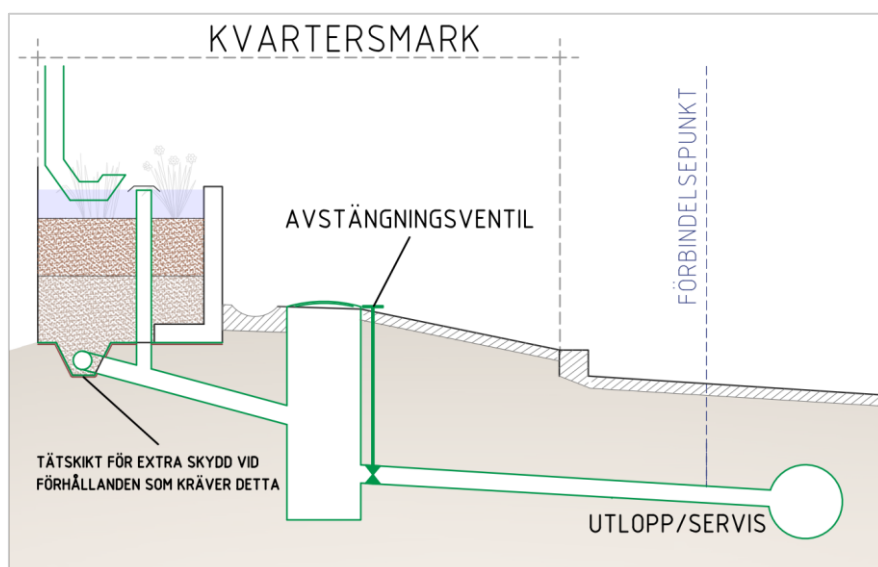 KVARTERSMARK
FÖRBINDELSEPUNKT
AVSTÄNGNINGSVENTIL
TÄTSKIKT FÖR EXTRA SKYDD VID
FÖRHÅLLANDEN SOM KRÄVER DETTA
UTLOPP/SERVIS